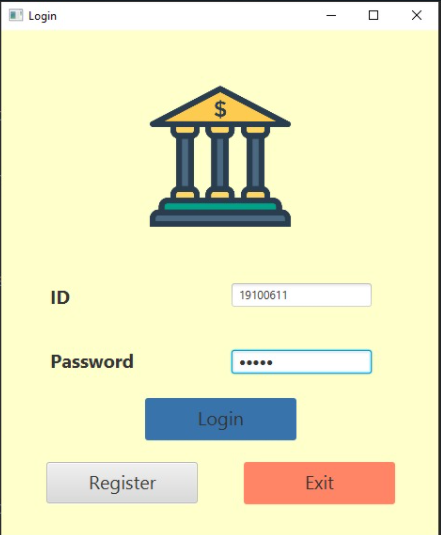 Login
$
ID
19100611
Password
•••••
Login
Register
Exit